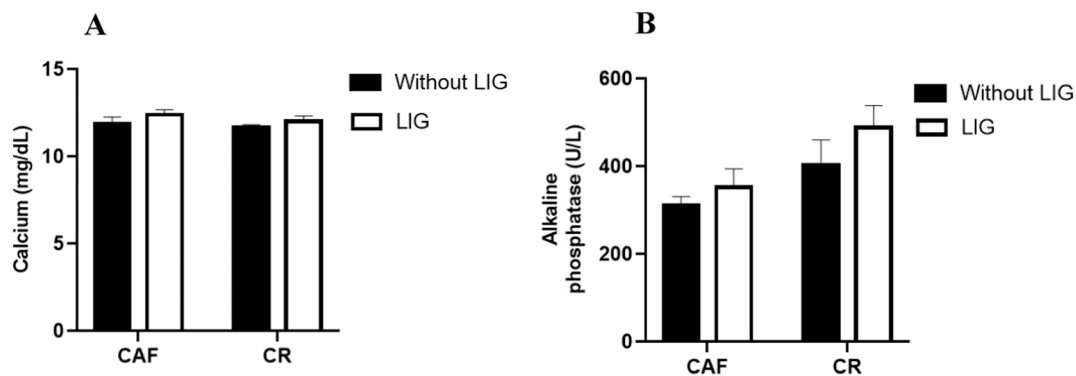 A
Calcium (mg/dL)
15
10
5
0
CAF
CR
Without LIG
LIG
B
Alkaline
phosphatase (U/L)
600
400
200
0
CAF
CR
Without LIG
LIG